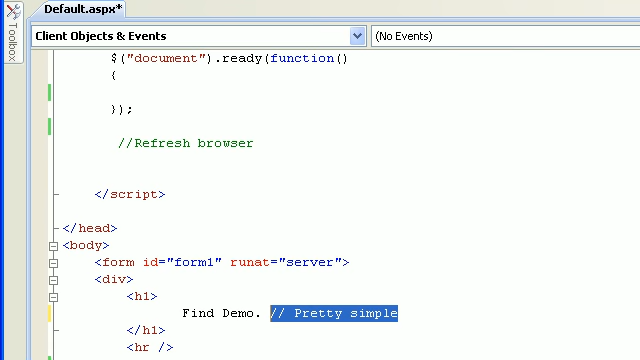 Default.aspx*
Toolbox
Client Objects & Events (No Events)
$("document").ready(function()
{
});
//Refresh browser
</script>
</head>
<body>
<form id="form1" runat="server">
<div>
<h1>
Find Demo. // Pretty simple
</h1>
<hr />